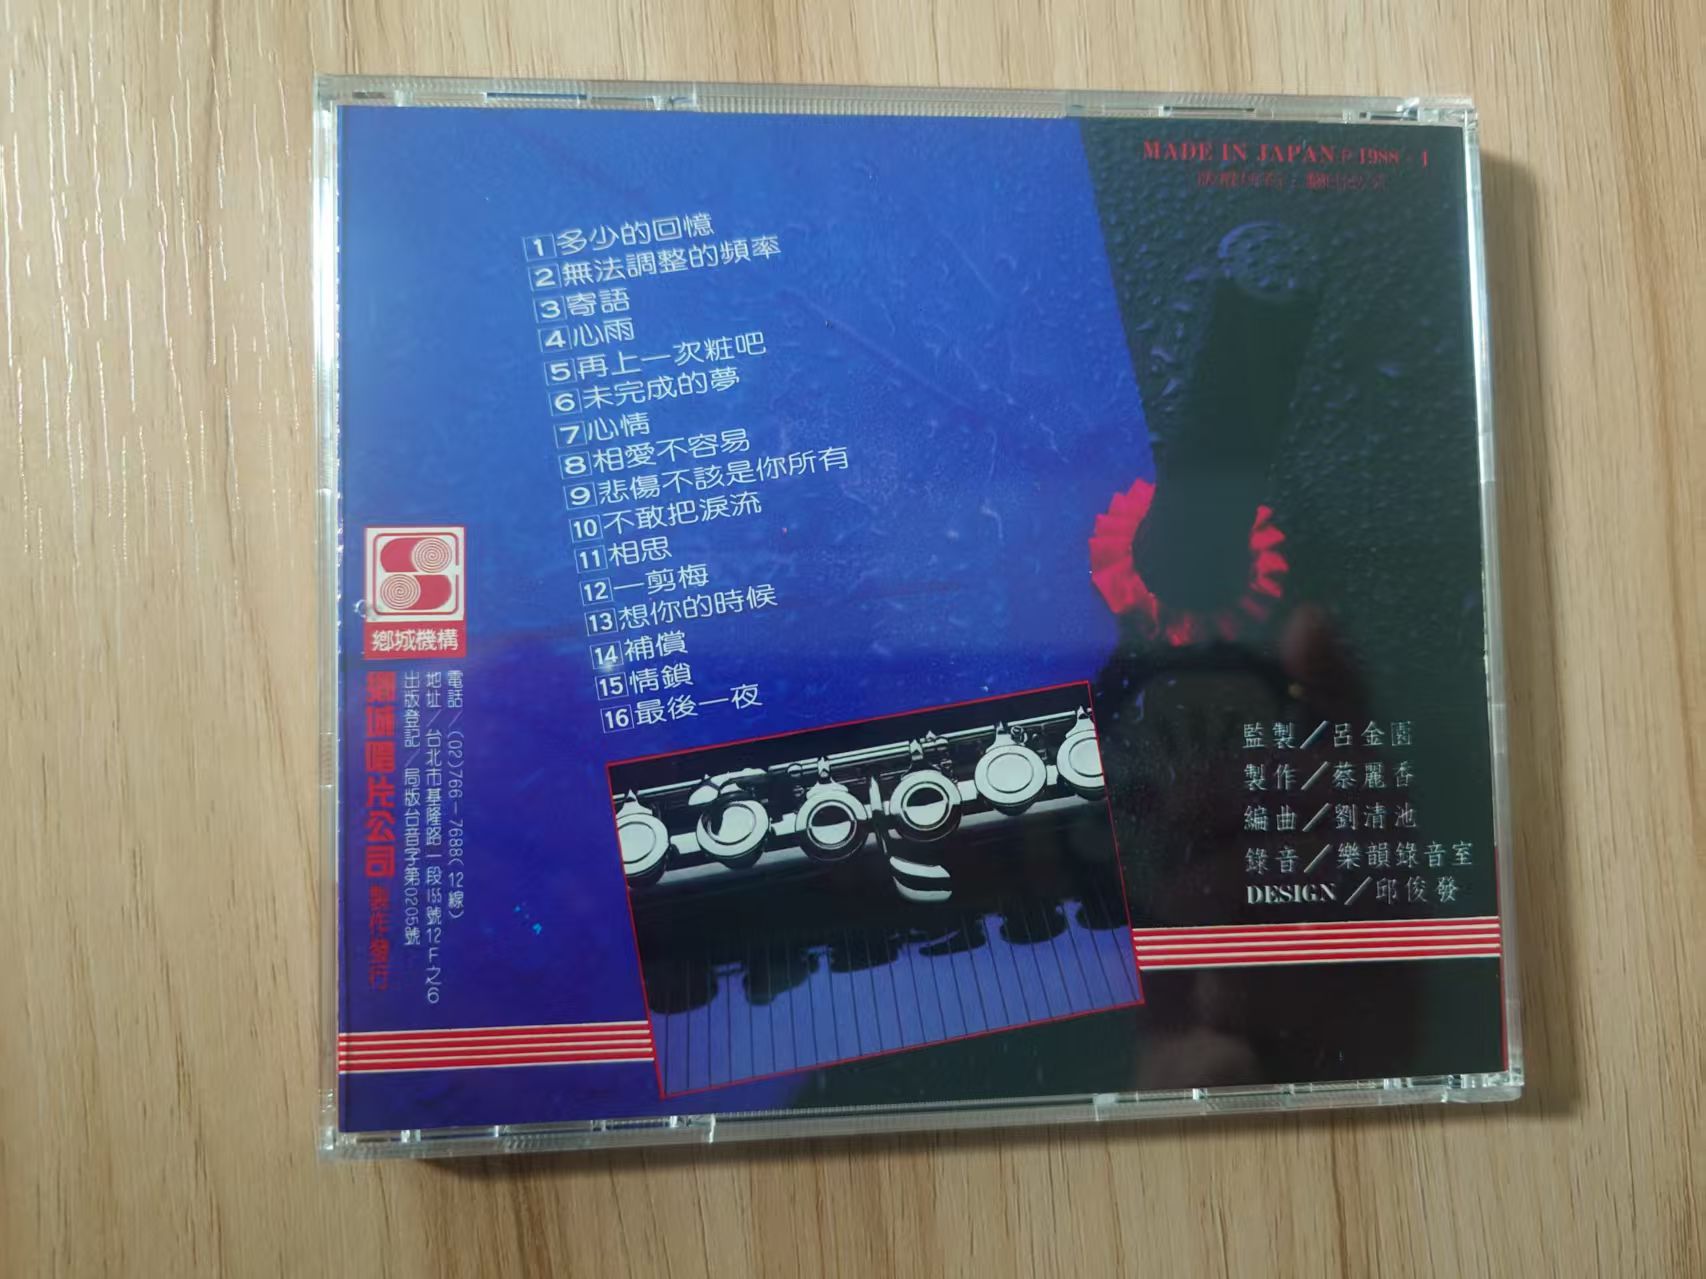 MADE IN JAPAN P 1988・4
1 多少的回憶
2 無法調整的頻率
3 寄語
4 心雨
5 再上一次粧吧
6 未完成的夢
7 心情
8 相愛不容易
9 悲傷不該是你所有
10 不敢把淚流
11 相思
12 一剪梅
13 想你的時候
14 補償
15 情鎖
16 最後一夜
鄉城機構
電話／(02)766-7688(12線)
地址／台北市基隆路一段155號12F之6
出版登記／局版台音字第0205號
鄉城唱片公司 製作發行
監製／呂金園
製作／蔡麗香
編曲／劉清池
錄音／樂韻錄音室
DESIGN／邱俊發